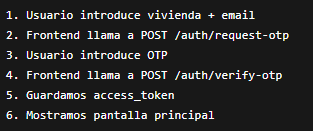 1. Usuario introduce vivienda + email
2. Frontend llama a POST /auth/request-otp
3. Usuario introduce OTP
4. Frontend llama a POST /auth/verify-otp
5. Guardamos access_token
6. Mostramos pantalla principal